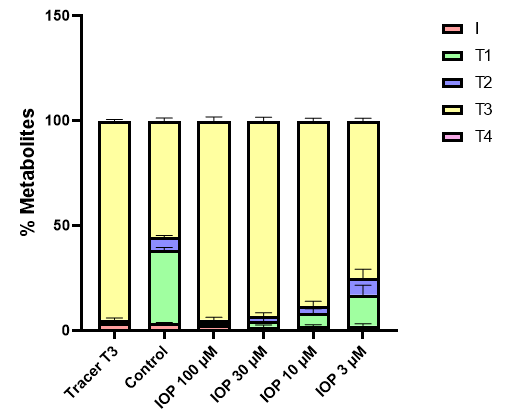 150
100
50
0
% Metabolites
Tracer T3
Control
IOP 100 µM
IOP 30 µM
IOP 10 µM
IOP 3 µM
I
T1
T2
T3
T4